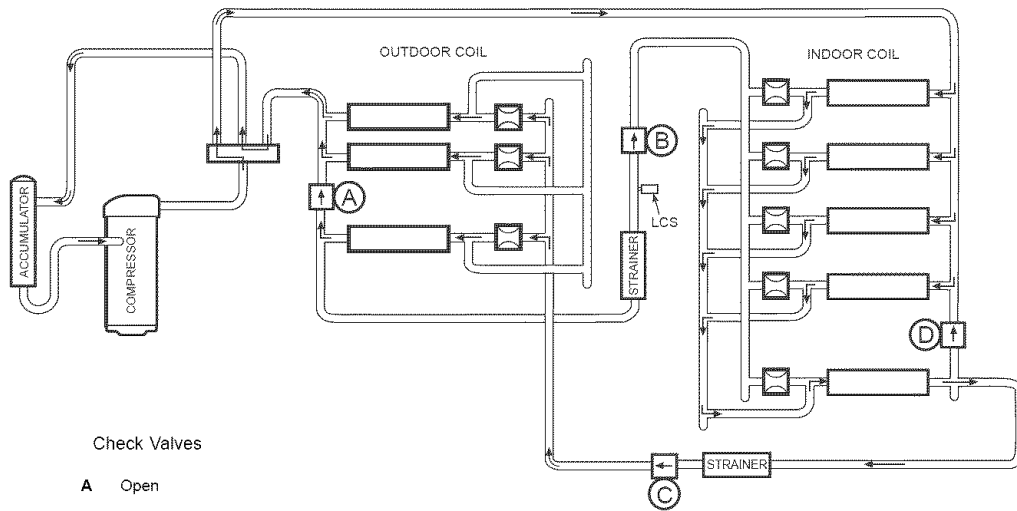 OUTDOOR COIL
INDOOR COIL
B
A
LCS
ACCUMULATOR
COMPRESSOR
STRAINER
D
STRAINER
C
Check Valves
A Open